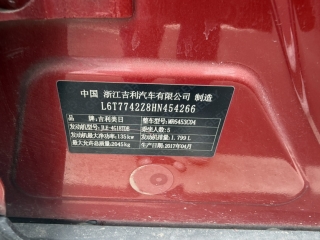 中国 浙江吉利汽车有限公司 制造
L6T7742Z8HN454266
品牌:吉利美日 整车型号:MR6453C04
发动机型号:JLE-4G18TDB 乘坐人数:5
发动机最大净功率:135kw 发动机排量:1.799L
最大允许总质量:2045kg 生产日期:2017年04月